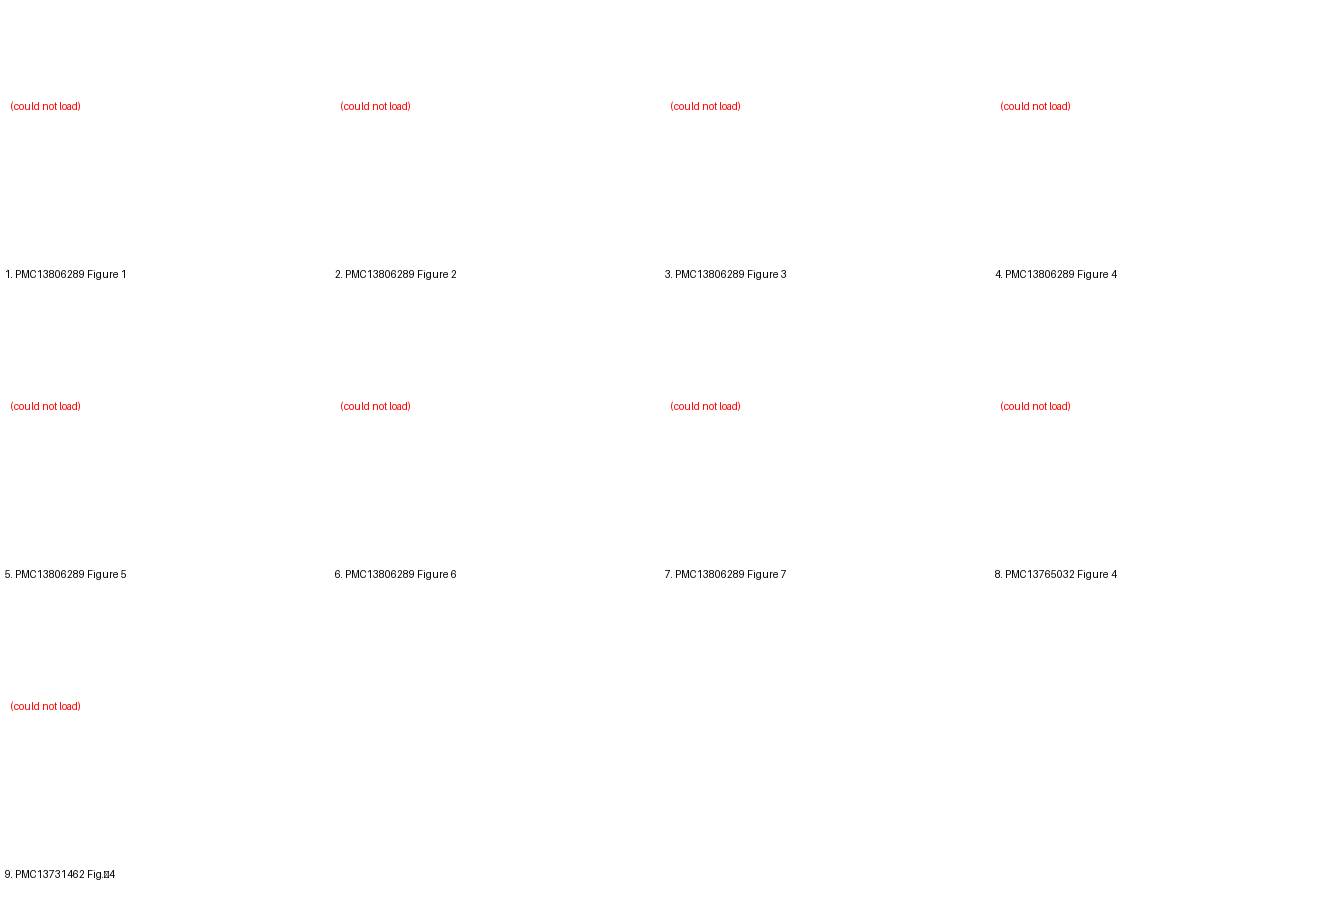 (could not load) (could not load) (could not load) (could not load)
1. PMC13806289 Figure 1 2. PMC13806289 Figure 2 3. PMC13806289 Figure 3 4. PMC13806289 Figure 4
(could not load) (could not load) (could not load) (could not load)
5. PMC13806289 Figure 5 6. PMC13806289 Figure 6 7. PMC13806289 Figure 7 8. PMC13765032 Figure 4
(could not load)
9. PMC13731462 Fig.▯4